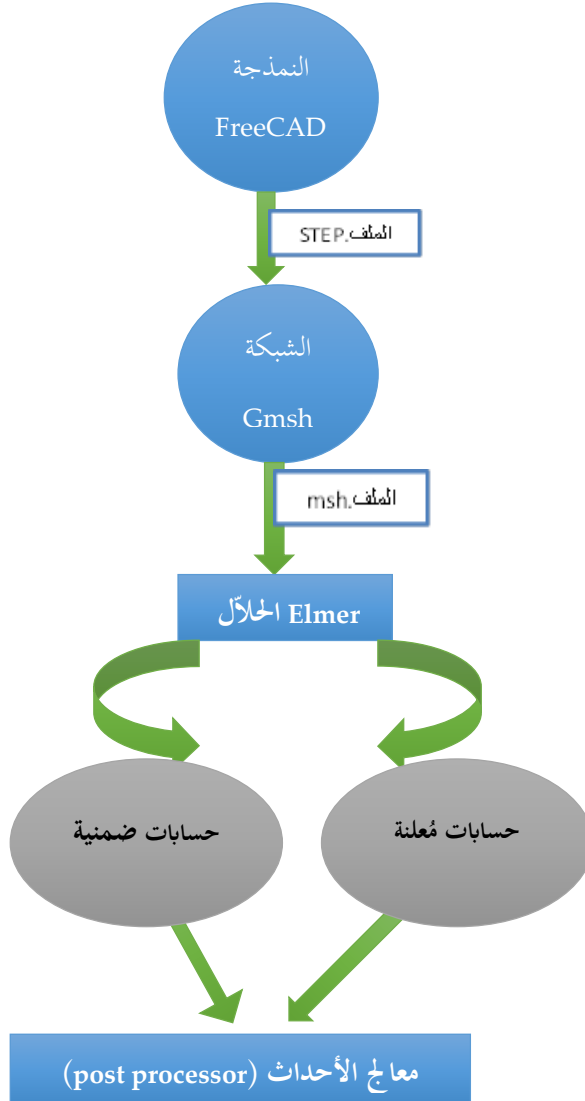 النمذجة
FreeCAD
الملف.STEP
الشبكة
Gmsh
الملف.msh
Elmer الحلاّل
حسابات مُعلنة
حسابات ضمنية
معالج الأحداث (post processor)